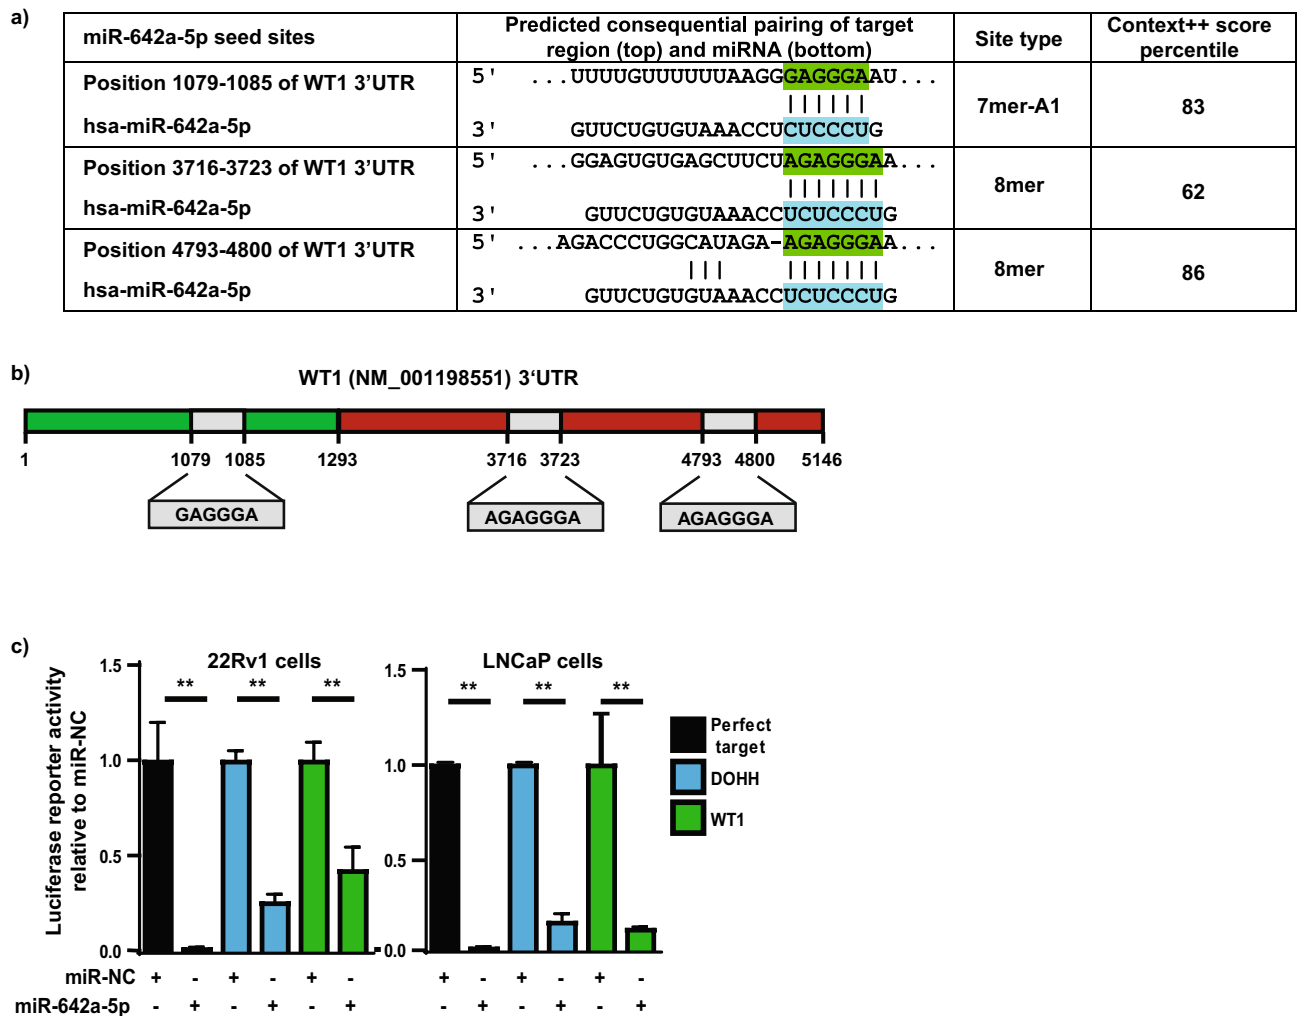 a)
miR-642a-5p seed sites
Predicted consequential pairing of target
region (top) and miRNA (bottom)
Site type
Context++ score
percentile
Position 1079-1085 of WT1 3’UTR
5' ...UUUUGUUUUUUAAGGGAGGGAAU...
hsa-miR-642a-5p
3' GUUCUGUGUAAACCUCUCCCUG
7mer-A1
83
Position 3716-3723 of WT1 3’UTR
5' ...GGAGUGUGAGCUUCUAGAGGGAA...
hsa-miR-642a-5p
3' GUUCUGUGUAAACCUCUCCCUG
8mer
62
Position 4793-4800 of WT1 3’UTR
5' ...AGACCCUGGCAUAGA-AGAGGGAA...
hsa-miR-642a-5p
3' GUUCUGUGUAAACCUCUCCCUG
8mer
86
b)
WT1 (NM_001198551) 3‘UTR
1 1079 1085 1293 3716 3723 4793 4800 5146
GAGGGA AGAGGGA AGAGGGA
c)
Luciferase reporter activity
relative to miR-NC
22Rv1 cells
1.5
1.0
0.5
0.0
** ** **
LNCaP cells
1.5
1.0
0.5
0.0
** ** **
Perfect
target
DOHH
WT1
miR-NC + - + - + - + - + - + -
miR-642a-5p - + - + - + - + - + - +